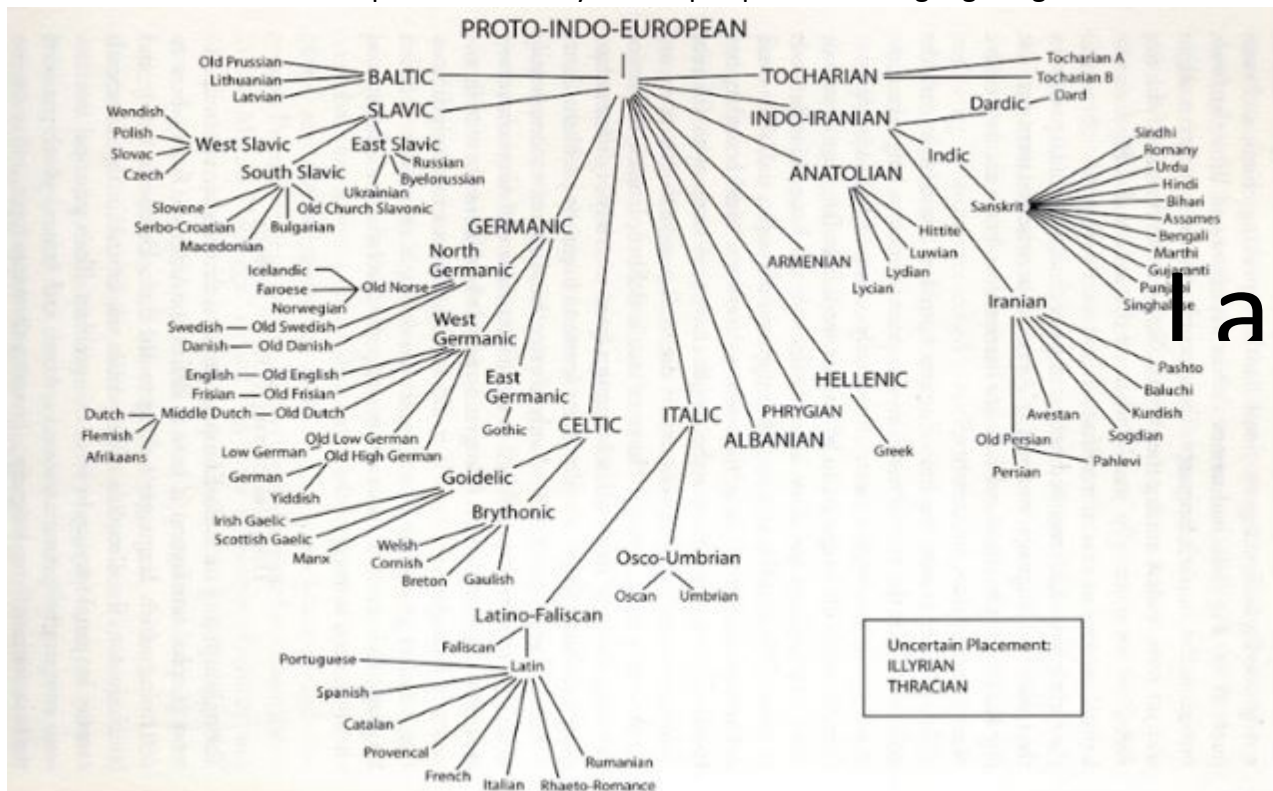 PROTO-INDO-EUROPEAN
Old Prussian
Lithuanian
Latvian
BALTIC
TOCHARIAN
Tocharian A
Tocharian B
SLAVIC
Wendish
Polish
Slovac
Czech
West Slavic
East Slavic
Russian
Byelorussian
Ukrainian
South Slavic
Slovene
Serbo-Croatian
Macedonian
Bulgarian
Old Church Slavonic
INDO-IRANIAN
Dardic
Dard
Indic
Sanskrit
Sindhi
Romany
Urdu
Hindi
Bihari
Assames
Bengali
Marthi
Gujaranti
Punjabi
Singhalese
la
ANATOLIAN
Hittite
Luwian
Lydian
Lycian
ARMENIAN
Iranian
Pashto
Baluchi
Kurdish
Sogdian
Avestan
Old Persian
Persian
Pahlevi
GERMANIC
North
Germanic
Icelandic
Faroese
Norwegian
Old Norse
Swedish
Old Swedish
Danish
Old Danish
West
Germanic
English
Old English
Frisian
Old Frisian
Dutch
Flemish
Afrikaans
Middle Dutch
Old Dutch
Old Low German
Low German
Old High German
German
Yiddish
East
Germanic
Gothic
CELTIC
Goidelic
Irish Gaelic
Scottish Gaelic
Manx
Brythonic
Welsh
Cornish
Breton
Gaulish
ITALIC
Osco-Umbrian
Oscan
Umbrian
Latino-Faliscan
Faliscan
Latin
Portuguese
Spanish
Catalan
Provencal
French
Italian
Rhaeto-Romance
Rumanian
ALBANIAN
PHRYGIAN
HELLENIC
Greek
Uncertain Placement:
ILLYRIAN
THRACIAN